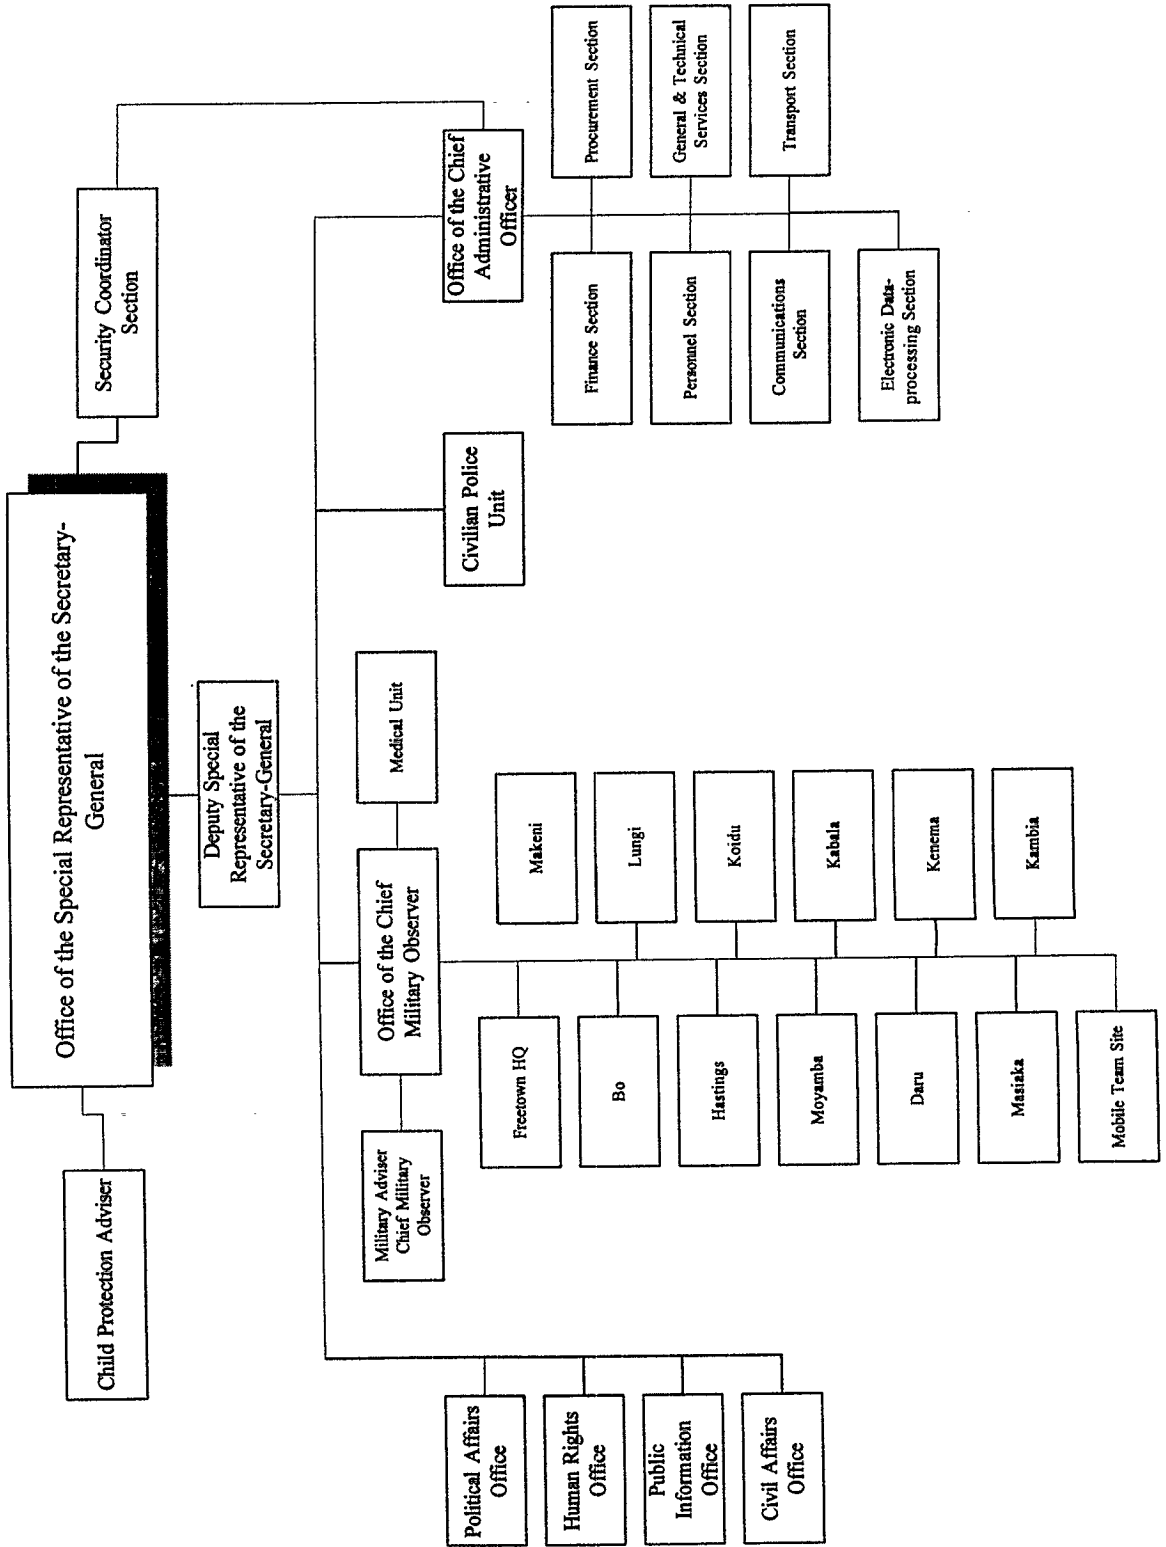 Office of the Special Representative of the Secretary-
General
Child Protection Adviser
Security Coordinator
Section
Deputy Special
Representative of the
Secretary-General
Political Affairs
Office
Human Rights
Office
Public
Information
Office
Civil Affairs
Office
Military Adviser
Chief Military
Observer
Office of the Chief
Military Observer
Medical Unit
Freetown HQ
Makeni
Bo
Lungi
Hastings
Koidu
Moyamba
Kabala
Daru
Kenema
Masiaka
Kambia
Mobile Team Site
Civilian Police
Unit
Office of the Chief
Administrative
Officer
Finance Section
Procurement Section
Personnel Section
General & Technical
Services Section
Communications
Section
Transport Section
Electronic Data-
processing Section